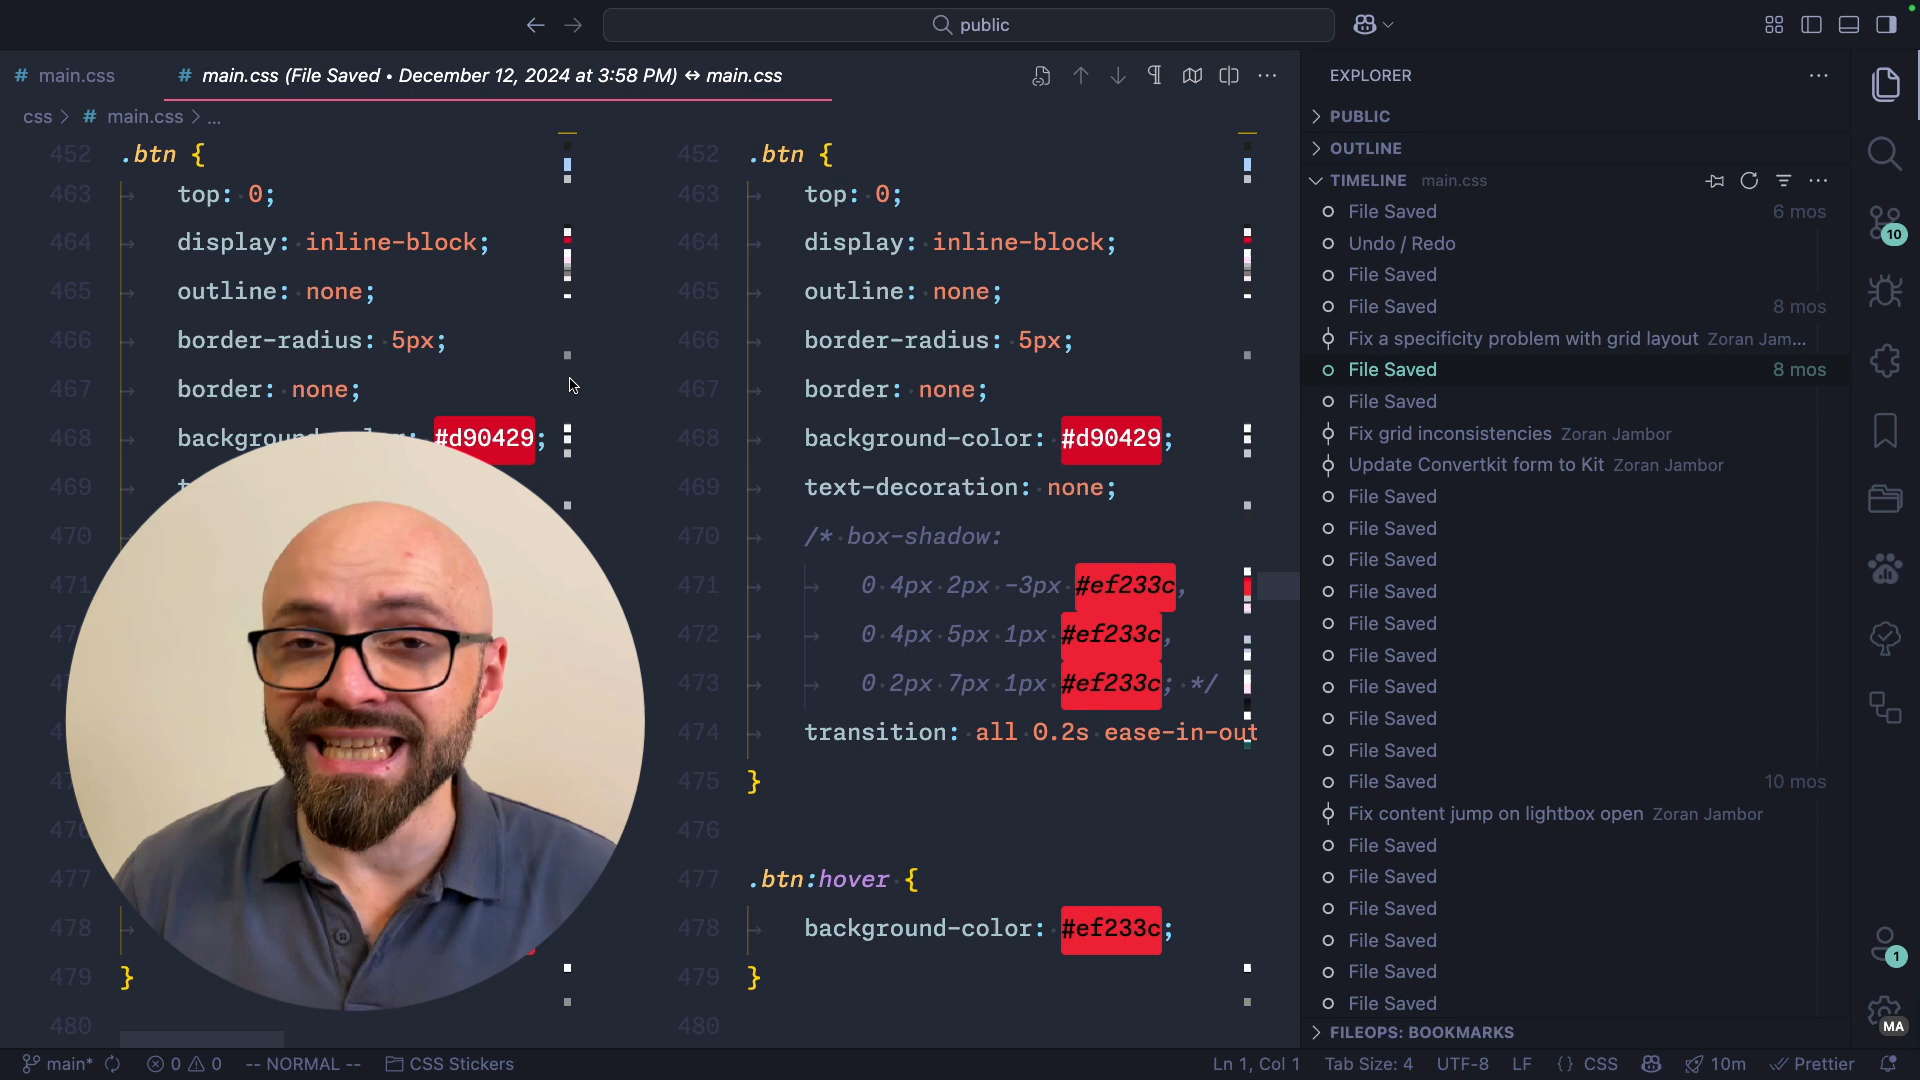 public
# main.css
# main.css (File Saved • December 12, 2024 at 3:58 PM) ↔ main.css
css > # main.css > ...
452 .btn {
463 top: 0;
464 display: inline-block;
465 outline: none;
466 border-radius: 5px;
467 border: none;
468 #d90429;
469
470
471
476
477
478
479 }
480
452 .btn {
463 top: 0;
464 display: inline-block;
465 outline: none;
466 border-radius: 5px;
467 border: none;
468 background-color: #d90429;
469 text-decoration: none;
470 /* box-shadow:
471 0 4px 2px -3px #ef233c,
472 0 4px 5px 1px #ef233c,
473 0 2px 7px 1px #ef233c; */
474 transition: all 0.2s ease-in-out
475 }
476
477 .btn:hover {
478 background-color: #ef233c;
479 }
480
EXPLORER
PUBLIC
OUTLINE
TIMELINE main.css
File Saved 6 mos
Undo / Redo
File Saved
File Saved 8 mos
Fix a specificity problem with grid layout Zoran Jam...
File Saved 8 mos
File Saved
Fix grid inconsistencies Zoran Jambor
Update Convertkit form to Kit Zoran Jambor
File Saved
File Saved
File Saved
File Saved
File Saved
File Saved
File Saved
File Saved
File Saved
File Saved 10 mos
Fix content jump on lightbox open Zoran Jambor
File Saved
File Saved
File Saved
File Saved
File Saved
File Saved
FILEOPS: BOOKMARKS
10
1
MA
main* 0 0 -- NORMAL -- CSS Stickers
Ln 1, Col 1 Tab Size: 4 UTF-8 LF {} CSS 10m Prettier